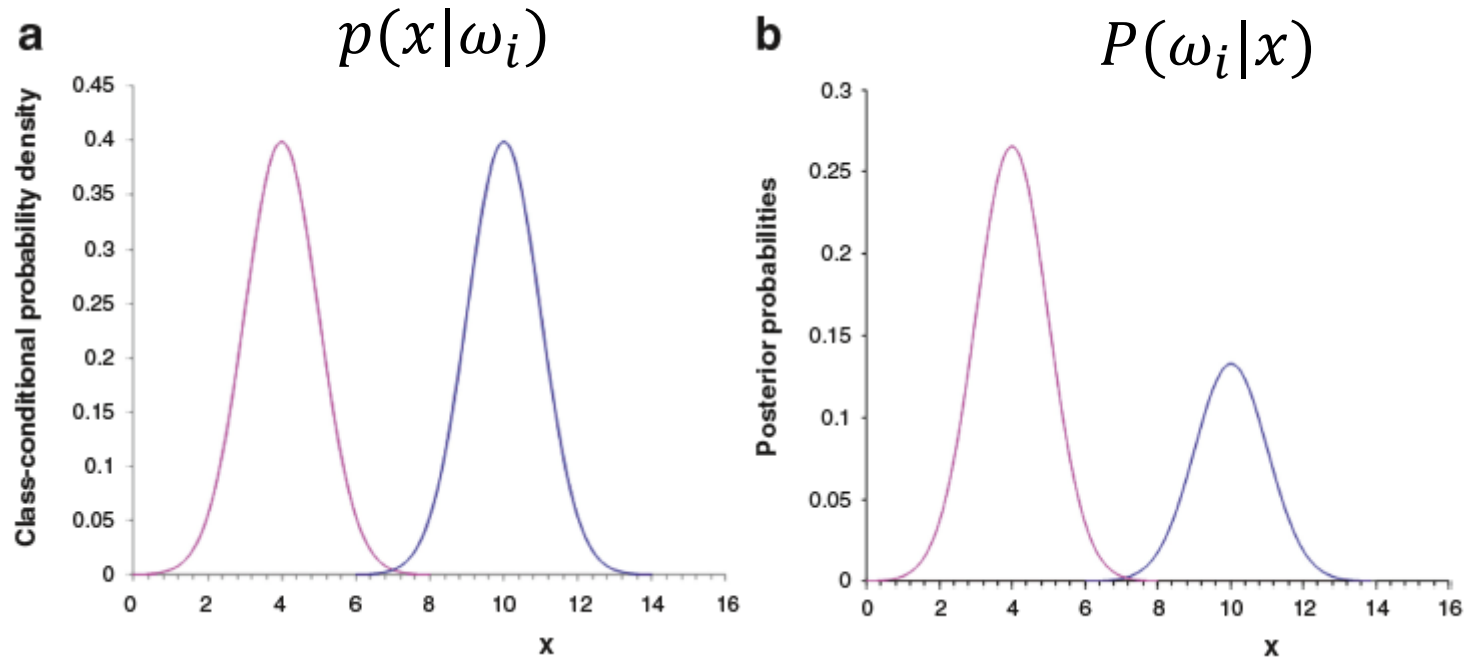 a
p(x|ωᵢ)
Class-conditional probability density
0.45
0.4
0.35
0.3
0.25
0.2
0.15
0.1
0.05
0
0 2 4 6 8 10 12 14 16
x
b
P(ωᵢ|x)
Posterior probabilities
0.3
0.25
0.2
0.15
0.1
0.05
0
0 2 4 6 8 10 12 14 16
x